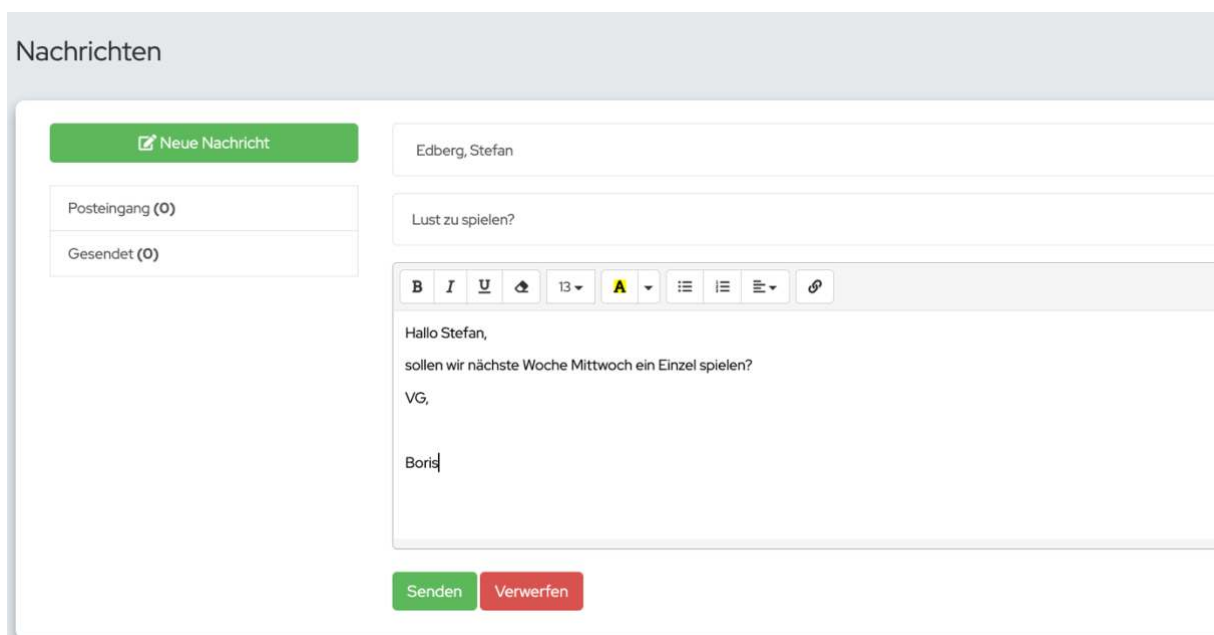 Nachrichten
Neue Nachricht
Posteingang (0)
Gesendet (0)
Edberg, Stefan
Lust zu spielen?
B I U 13 A
Hallo Stefan,
sollen wir nächste Woche Mittwoch ein Einzel spielen?
VG,
Boris
Senden Verwerfen